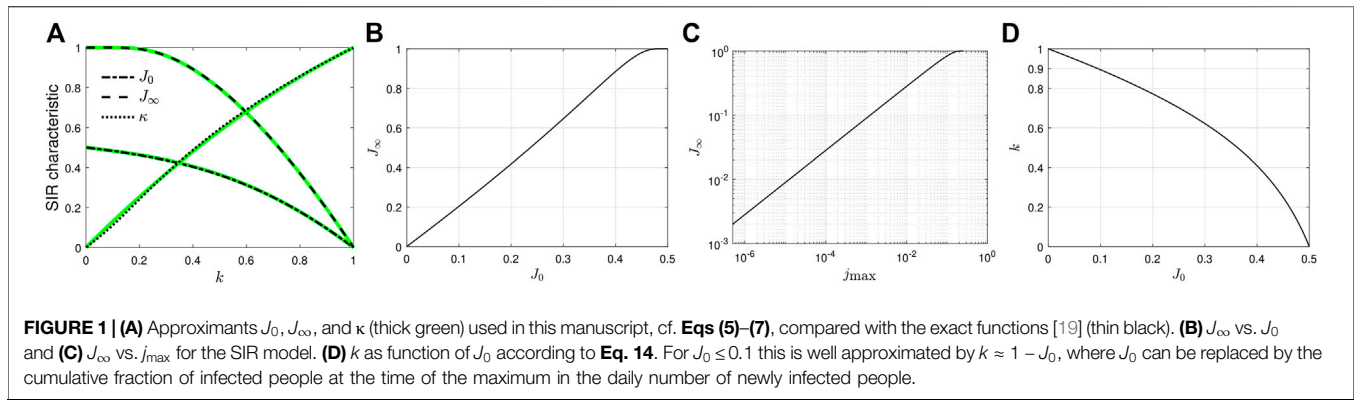 A
B
C
D
SIR characteristic
1
0.8
0.6
0.4
0.2
0
J₀
J∞
κ
0 0.2 0.4 0.6 0.8 1
k
J∞
1
0.8
0.6
0.4
0.2
0
0 0.1 0.2 0.3 0.4 0.5
J₀
J∞
10⁰
10⁻¹
10⁻²
10⁻³
10⁻⁶ 10⁻⁴ 10⁻² 10⁰
jmax
k
1
0.9
0.8
0.6
0.4
0.2
0
0 0.1 0.2 0.3 0.4 0.5
J₀
FIGURE 1 | (A) Approximants J₀, J∞, and κ (thick green) used in this manuscript, cf. Eqs (5)–(7), compared with the exact functions [19] (thin black). (B) J∞ vs. J₀
and (C) J∞ vs. jmax for the SIR model. (D) k as function of J₀ according to Eq. 14. For J₀ ≤ 0.1 this is well approximated by k ≈ 1 − J₀, where J₀ can be replaced by the
cumulative fraction of infected people at the time of the maximum in the daily number of newly infected people.